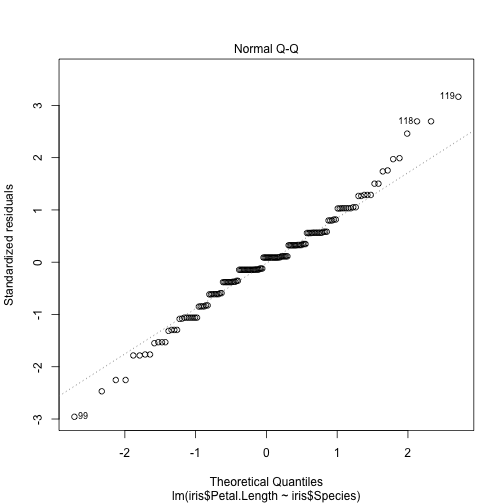 Normal Q-Q
Standardized residuals
3
2
1
0
-1
-2
-3
119
118
99
-2 -1 0 1 2
Theoretical Quantiles
lm(iris$Petal.Length ~ iris$Species)